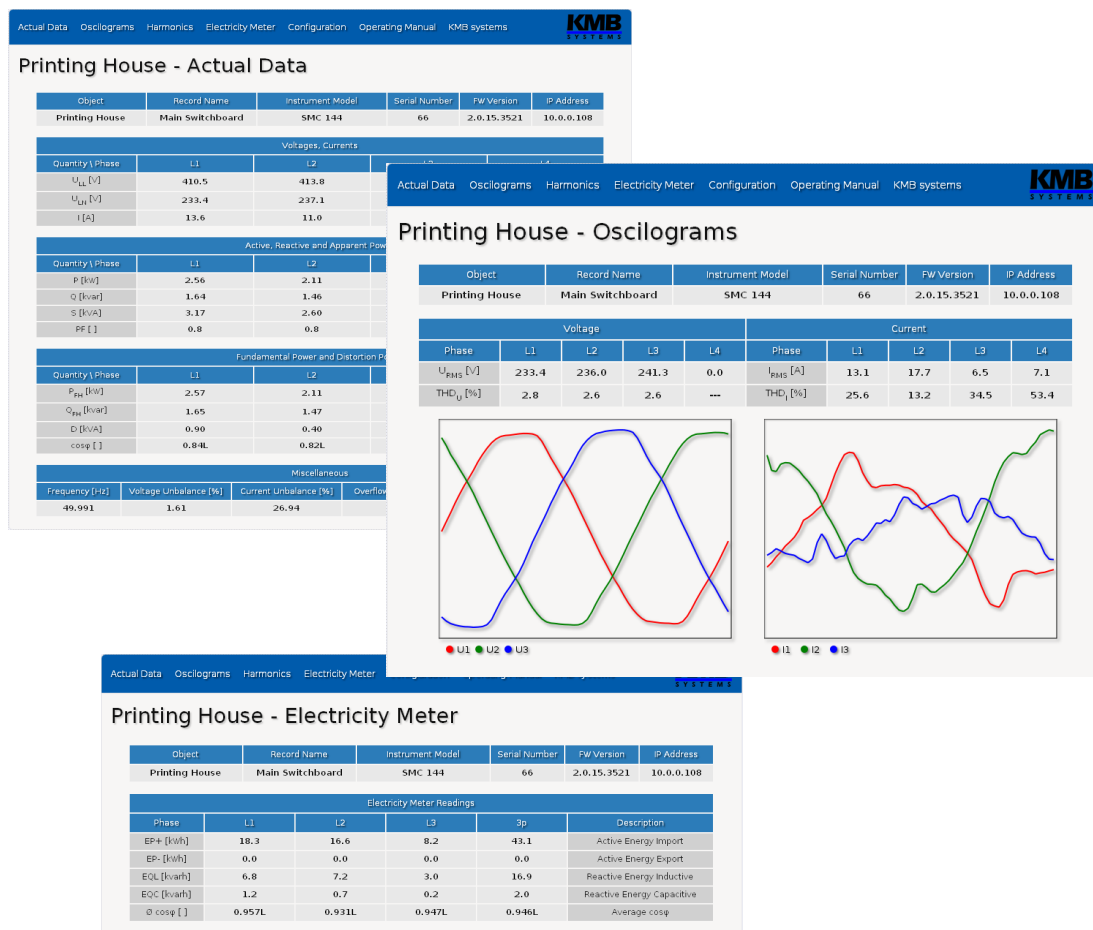 Actual Data Oscilograms Harmonics Electricity Meter Configuration Operating Manual KMB systems KMB SYSTEMS
Printing House - Actual Data
Object Record Name Instrument Model Serial Number FW Version IP Address
Printing House Main Switchboard SMC 144 66 2.0.15.3521 10.0.0.108
Voltages, Currents
Quantity \ Phase L1 L2
ULL [V] 410.5 413.8
ULN [V] 233.4 237.1
I [A] 13.6 11.0
Active, Reactive and Apparent Pow
Quantity \ Phase L1 L2
P [kW] 2.56 2.11
Q [kvar] 1.64 1.46
S [kVA] 3.17 2.60
PF [ ] 0.8 0.8
Fundamental Power and Distortion Po
Quantity \ Phase L1 L2
PFH [kW] 2.57 2.11
QFH [kvar] 1.65 1.47
D [kVA] 0.90 0.40
cosφ [ ] 0.84L 0.82L
Miscellaneous
Frequency [Hz] Voltage Unbalance [%] Current Unbalance [%] Overflow
49.991 1.61 26.94
Actual Data Oscilograms Harmonics Electricity Meter Configuration Operating Manual KMB systems KMB SYSTEMS
Printing House - Oscilograms
Object Record Name Instrument Model Serial Number FW Version IP Address
Printing House Main Switchboard SMC 144 66 2.0.15.3521 10.0.0.108
Voltage Current
Phase L1 L2 L3 L4 Phase L1 L2 L3 L4
URMS [V] 233.4 236.0 241.3 0.0 IRMS [A] 13.1 17.7 6.5 7.1
THDU [%] 2.8 2.6 2.6 --- THDI [%] 25.6 13.2 34.5 53.4
U1 U2 U3 I1 I2 I3
Actual Data Oscilograms Harmonics Electricity Meter SYSTEMS
Printing House - Electricity Meter
Object Record Name Instrument Model Serial Number FW Version IP Address
Printing House Main Switchboard SMC 144 66 2.0.15.3521 10.0.0.108
Electricity Meter Readings
Phase L1 L2 L3 3p Description
EP+ [kWh] 18.3 16.6 8.2 43.1 Active Energy Import
EP- [kWh] 0.0 0.0 0.0 0.0 Active Energy Export
EQL [kvarh] 6.8 7.2 3.0 16.9 Reactive Energy Inductive
EQC [kvarh] 1.2 0.7 0.2 2.0 Reactive Energy Capacitive
Ø cosφ [ ] 0.957L 0.931L 0.947L 0.946L Average cosφ